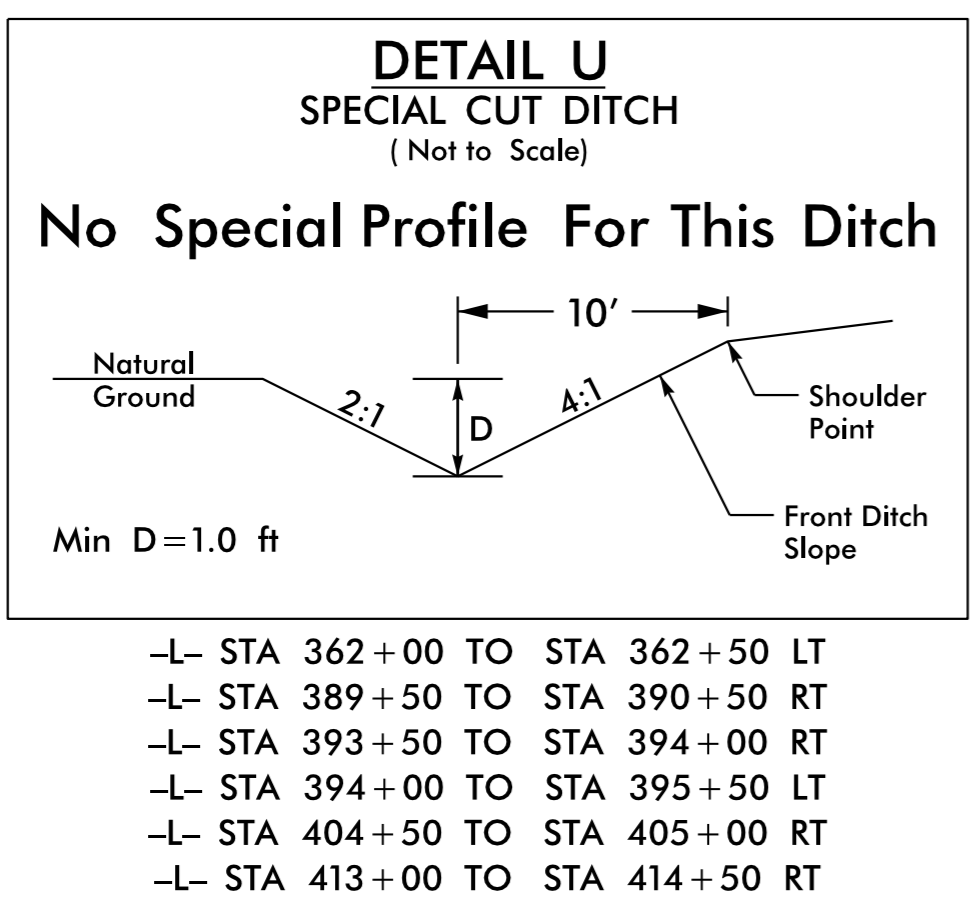 DETAIL U
SPECIAL CUT DITCH
( Not to Scale)
No Special Profile For This Ditch
10′
Natural
Ground
2:1
D
4:1
Shoulder
Point
Front Ditch
Slope
Min D=1.0 ft
–L– STA 362+00 TO STA 362+50 LT
–L– STA 389+50 TO STA 390+50 RT
–L– STA 393+50 TO STA 394+00 RT
–L– STA 394+00 TO STA 395+50 LT
–L– STA 404+50 TO STA 405+00 RT
–L– STA 413+00 TO STA 414+50 RT